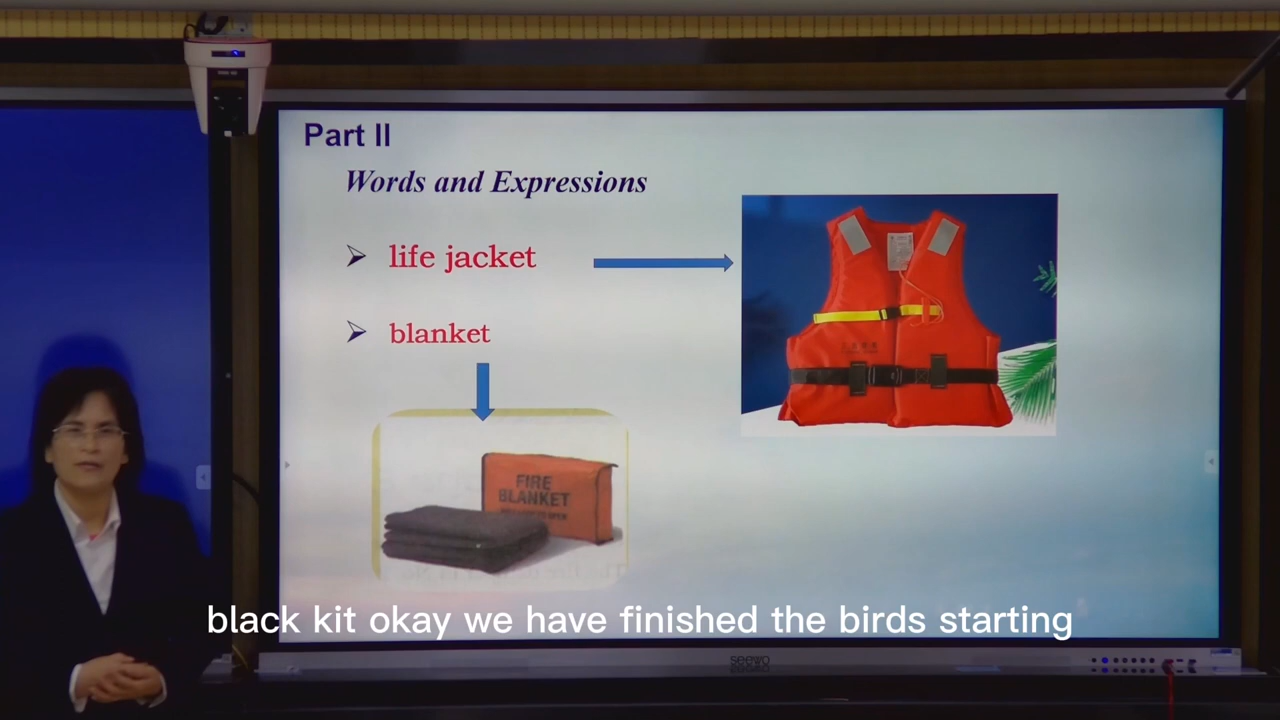 Part II
Words and Expressions
life jacket
blanket
FIRE
BLANKET
black kit okay we have finished the birds starting
seewo